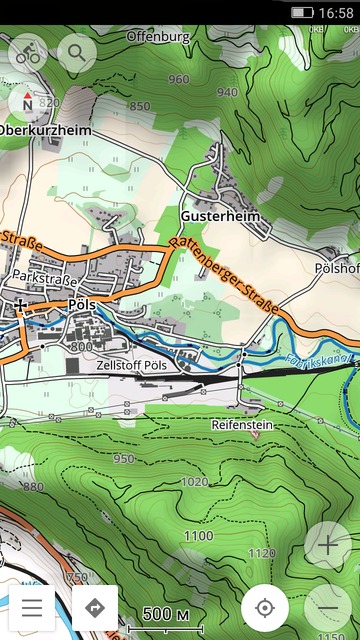 16:58
0KB 0KB
Offenburg
960
940
N
820
850
Oberkurzheim
Gusterheim
Straße
Rattenberger Straße
Pölshof
Parkstraße
Pöls
800
Fabrikskanal
Zellstoff Pöls
Reifenstein
950
1020
880
1100
1120
750
500 m
1150